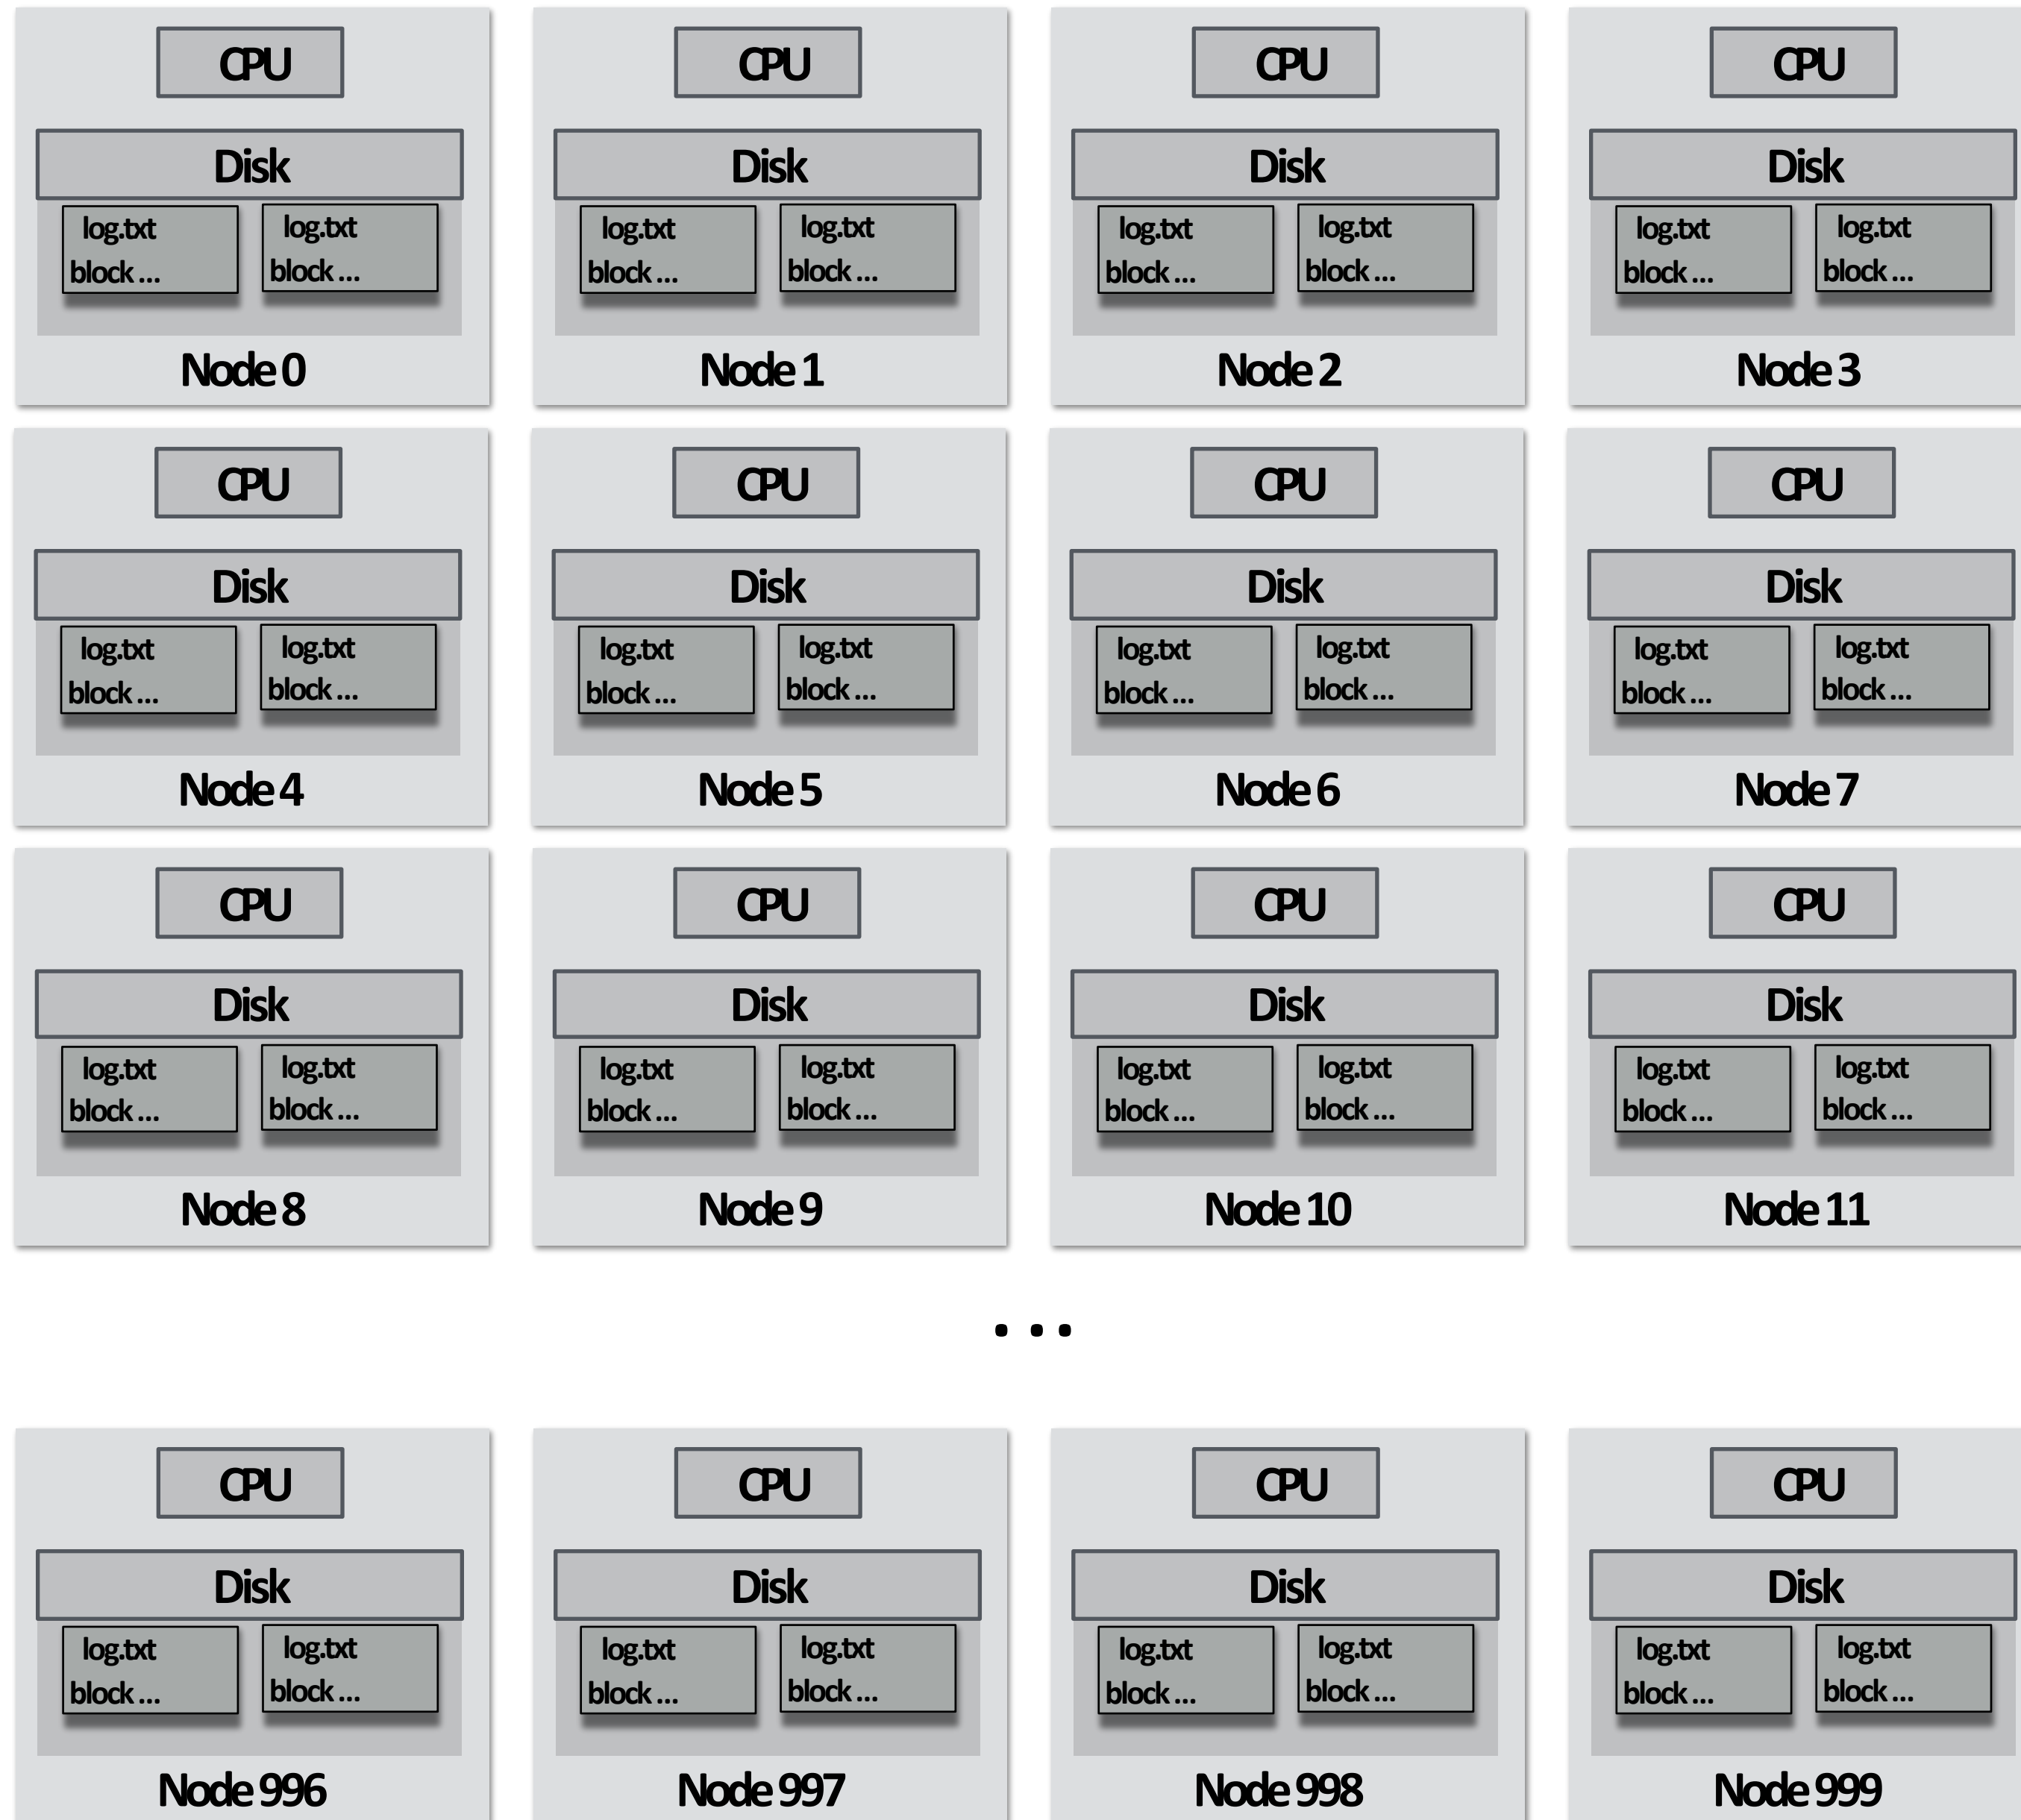 CPU CPU CPU CPU
Disk Disk Disk Disk
log.txt log.txt log.txt log.txt log.txt log.txt log.txt log.txt
block ... block ... block ... block ... block ... block ... block ... block ...
Node 0 Node 1 Node 2 Node 3
CPU CPU CPU CPU
Disk Disk Disk Disk
log.txt log.txt log.txt log.txt log.txt log.txt log.txt log.txt
block ... block ... block ... block ... block ... block ... block ... block ...
Node 4 Node 5 Node 6 Node 7
CPU CPU CPU CPU
Disk Disk Disk Disk
log.txt log.txt log.txt log.txt log.txt log.txt log.txt log.txt
block ... block ... block ... block ... block ... block ... block ... block ...
Node 8 Node 9 Node 10 Node 11
...
CPU CPU CPU CPU
Disk Disk Disk Disk
log.txt log.txt log.txt log.txt log.txt log.txt log.txt log.txt
block ... block ... block ... block ... block ... block ... block ... block ...
Node 996 Node 997 Node 998 Node 999